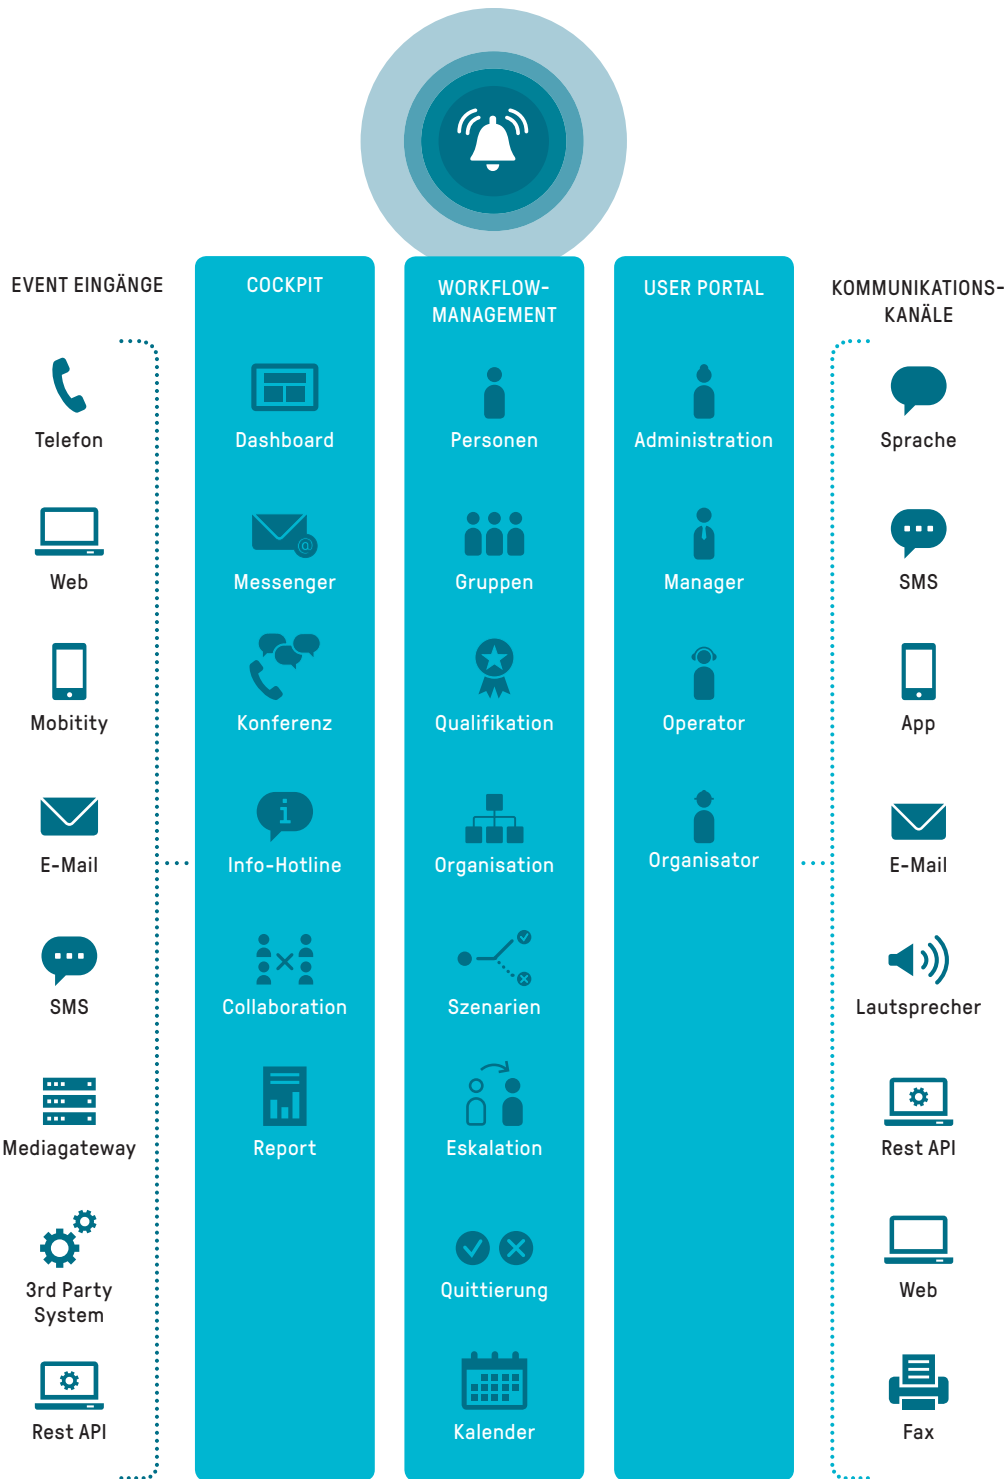 EVENT EINGÄNGE
Telefon
Web
Mobitity
E-Mail
SMS
Mediagateway
3rd Party
System
Rest API
COCKPIT
Dashboard
@
Messenger
Konferenz
i
Info-Hotline
Collaboration
Report
WORKFLOW-
MANAGEMENT
Personen
Gruppen
Qualifikation
Organisation
Szenarien
Eskalation
Quittierung
Kalender
USER PORTAL
Administration
Manager
Operator
Organisator
KOMMUNIKATIONS-
KANÄLE
Sprache
SMS
App
E-Mail
Lautsprecher
Rest API
Web
Fax